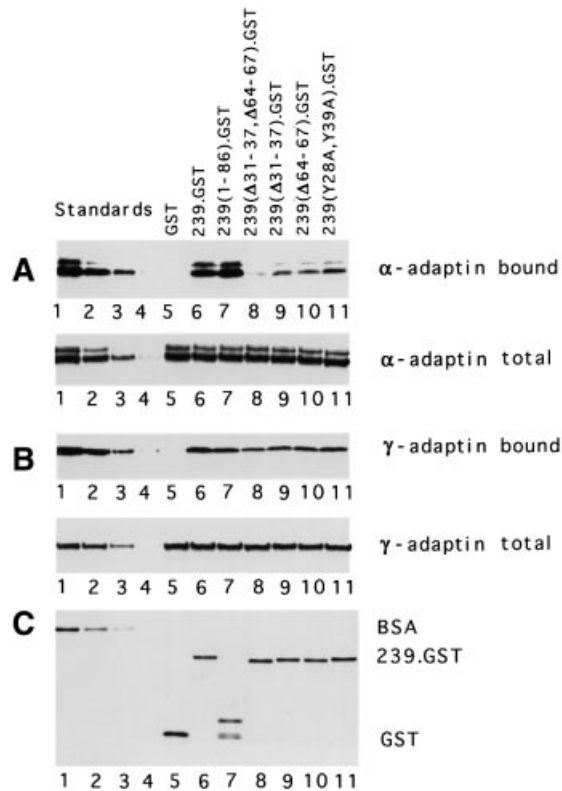 Standards
GST
239.GST
239(1-86).GST
239(Δ31-37,Δ64-67).GST
239(Δ31-37).GST
239(Δ64-67).GST
239(Y28A,Y39A).GST
A
α-adaptin bound
1 2 3 4 5 6 7 8 9 10 11
α-adaptin total
1 2 3 4 5 6 7 8 9 10 11
B
γ-adaptin bound
1 2 3 4 5 6 7 8 9 10 11
γ-adaptin total
1 2 3 4 5 6 7 8 9 10 11
C
BSA
239.GST
GST
1 2 3 4 5 6 7 8 9 10 11